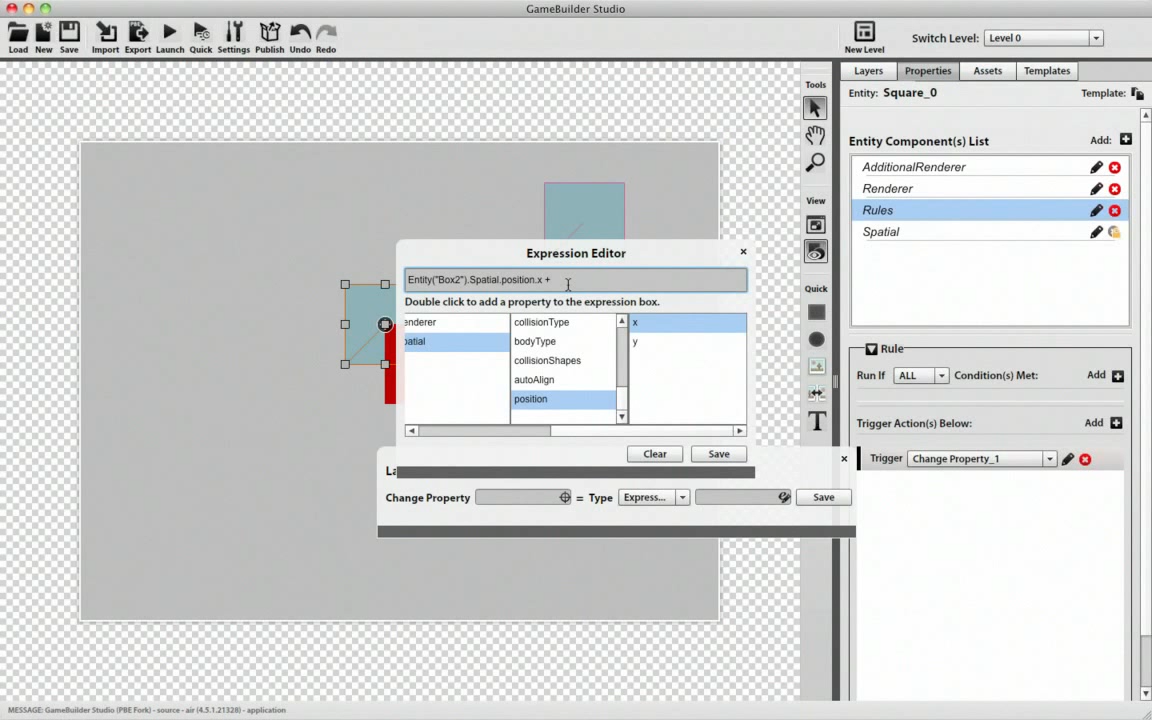 GameBuilder Studio
Load New Save Import Export Launch Quick Settings Publish Undo Redo
New Level
Switch Level: Level 0
Layers Properties Assets Templates
Entity: Square_0 Template:
Tools
Entity Component(s) List Add:
AdditionalRenderer
Renderer
Rules
Spatial
View
Quick
T
Expression Editor
Entity("Box2").Spatial.position.x +
Double click to add a property to the expression box.
enderer collisionType x
patial bodyType y
collisionShapes
autoAlign
position
Clear Save
Change Property = Type Express... Save
Rule
Run If ALL Condition(s) Met: Add
Trigger Action(s) Below: Add
Trigger Change Property_1
MESSAGE: GameBuilder Studio (PBE Fork) - source - air (4.5.1.21328) - application